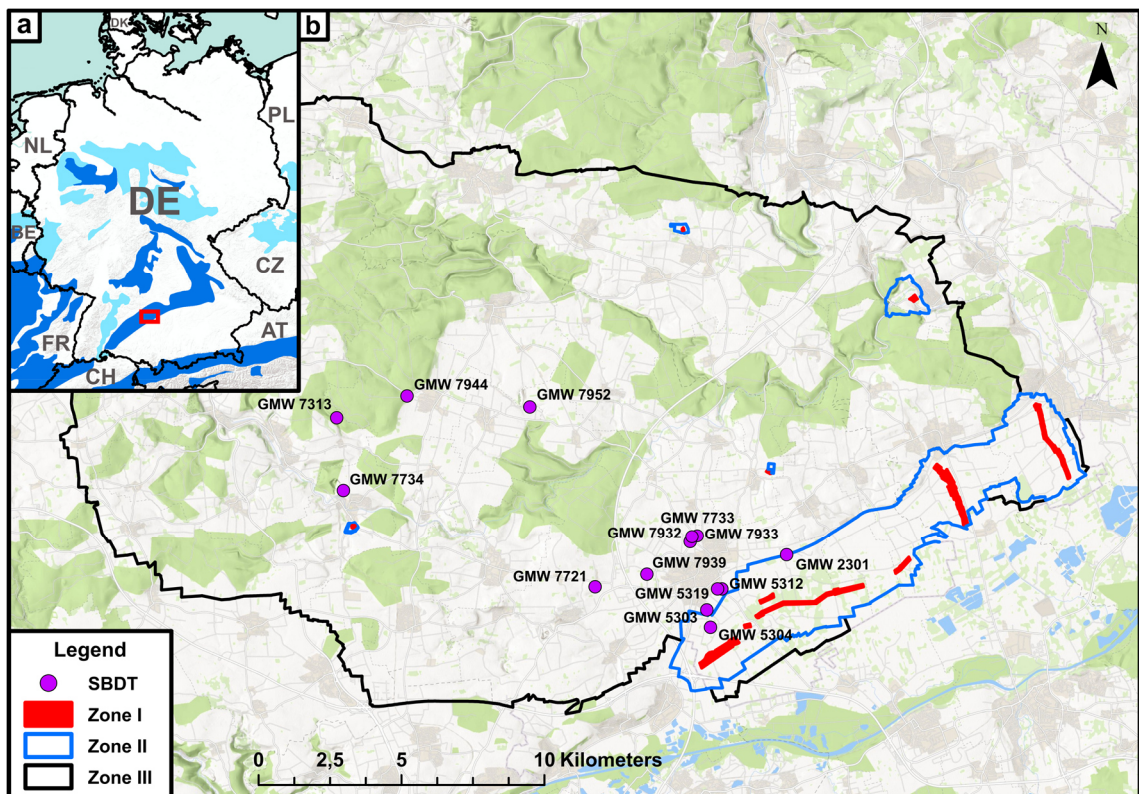 a
b
DK
N
PL
NL
DE
BE
CZ
FR
AT
CH
GMW 7944
GMW 7952
GMW 7313
GMW 7734
GMW 7733
GMW 7932
GMW 7933
GMW 2301
GMW 7939
GMW 7721
GMW 5312
GMW 5319
GMW 5303
GMW 5304
Legend
SBDT
Zone I
Zone II
Zone III
0 2,5 5 10 Kilometers